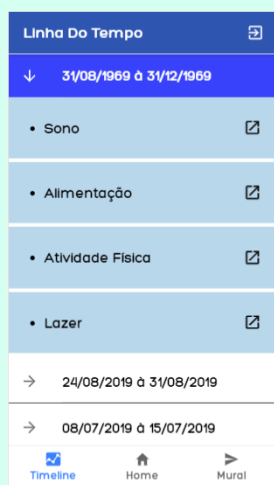 Linha Do Tempo
31/08/1969 à 31/12/1969
• Sono
• Alimentação
• Atividade Física
• Lazer
24/08/2019 à 31/08/2019
08/07/2019 à 15/07/2019
Timeline Home Mural